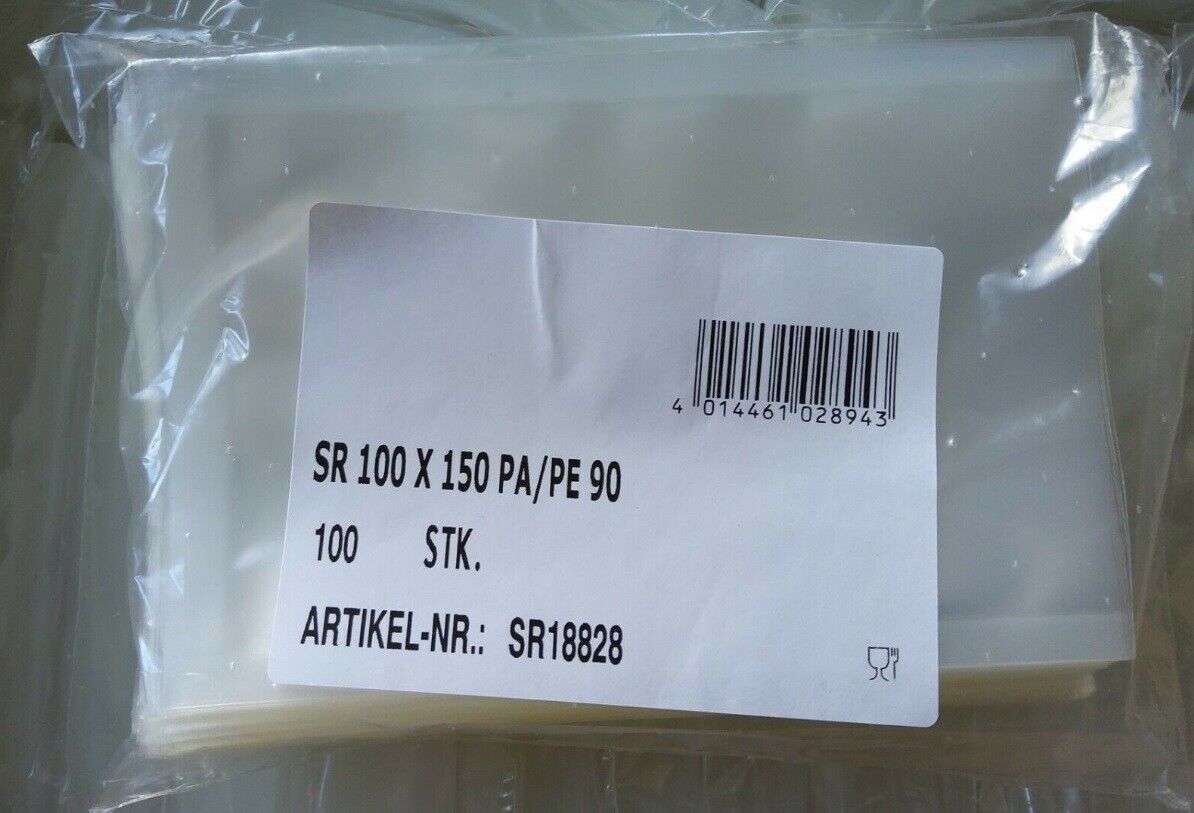 4 014461 028943
SR 100 X 150 PA/PE 90
100 STK.
ARTIKEL-NR.: SR18828